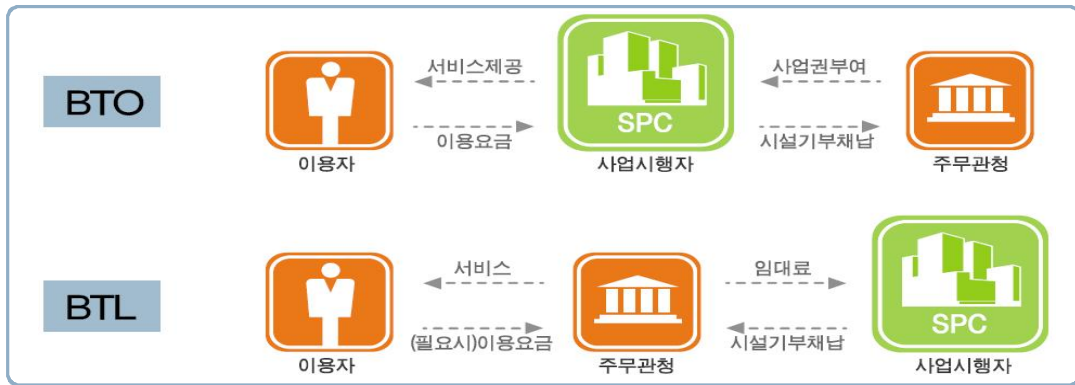 BTO
서비스제공
이용요금
이용자
SPC
사업시행자
사업권부여
시설기부채납
주무관청
BTL
서비스
(필요시)이용요금
이용자
주무관청
임대료
시설기부채납
SPC
사업시행자